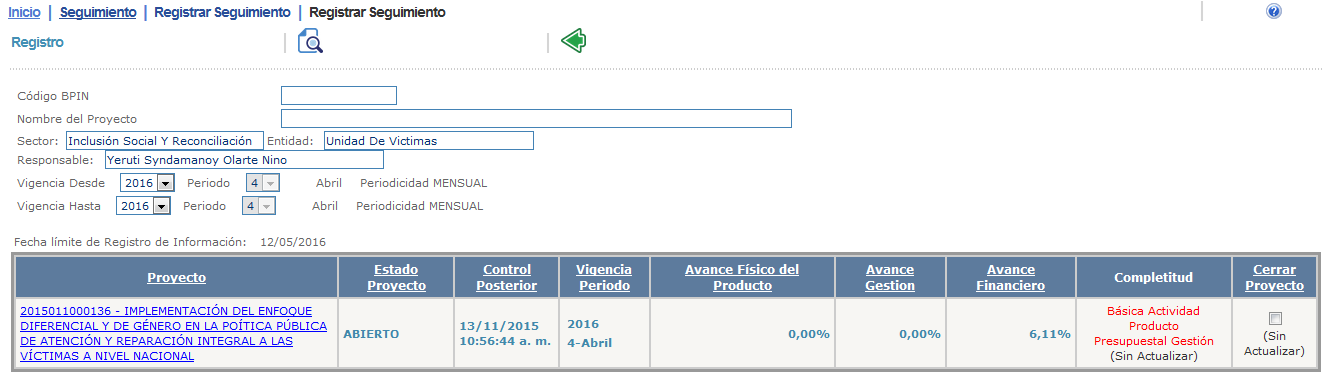 Inicio | Seguimiento | Registrar Seguimiento | Registrar Seguimiento
Registro
Código BPIN
Nombre del Proyecto
Sector: Inclusión Social Y Reconciliación Entidad: Unidad De Victimas
Responsable: Yeruti Syndamanoy Olarte Nino
Vigencia Desde 2016 Periodo 4 Abril Periodicidad MENSUAL
Vigencia Hasta 2016 Periodo 4 Abril Periodicidad MENSUAL
Fecha límite de Registro de Información: 12/05/2016
Proyecto
Estado
Proyecto
Control
Posterior
Vigencia
Periodo
Avance Físico del
Producto
Avance
Gestion
Avance
Financiero
Completitud
Cerrar
Proyecto
2015011000136 - IMPLEMENTACIÓN DEL ENFOQUE
DIFERENCIAL Y DE GÉNERO EN LA POÍTICA PÚBLICA
DE ATENCIÓN Y REPARACIÓN INTEGRAL A LAS
VÍCTIMAS A NIVEL NACIONAL
ABIERTO
13/11/2015
10:56:44 a. m.
2016
4-Abril
0,00%
0,00%
6,11%
Básica Actividad
Producto
Presupuestal Gestión
(Sin Actualizar)
(Sin
Actualizar)